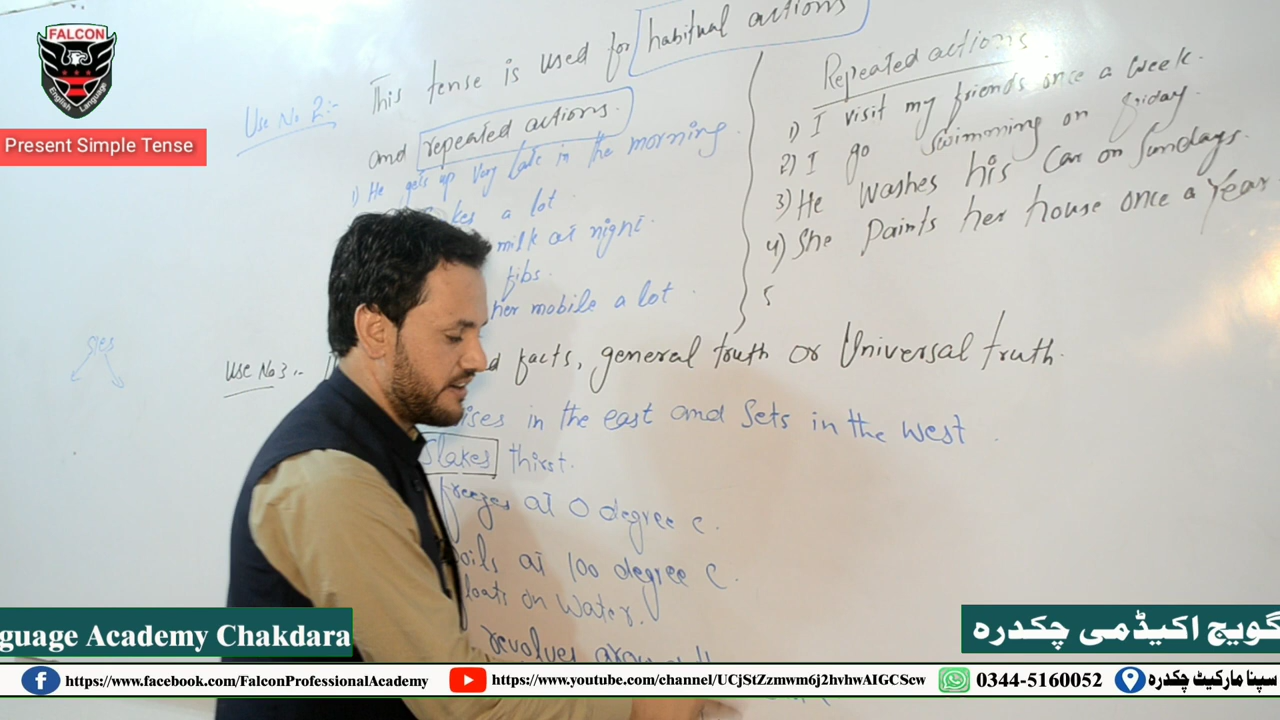 FALCON
English Language
Present Simple Tense
This tense is used for habitual actions
Use No 2:-
and repeated actions.
1) He gets up very late in the morning
kes a lot.
milk at night.
fibs.
her mobile a lot.
Repeated actions
1) I visit my friends once a week.
2) I go swimming on friday.
3) He washes his car on Sundays.
4) She paints her house once a year.
5
Use No 3:-
facts, general truth or Universal truth.
ises in the east and sets in the west.
Slakes thirst.
freezes at 0 degree c.
oils at 100 degree C.
loats on water.
revolves around
nguage Academy Chakdara
گویج اکیڈمی چکدرہ
https://www.facebook.com/FalconProfessionalAcademy
https://www.youtube.com/channel/UCjStZzmwm6j2hvhwAIGCScw
0344-5160052
سپنا مارکیٹ چکدرہ